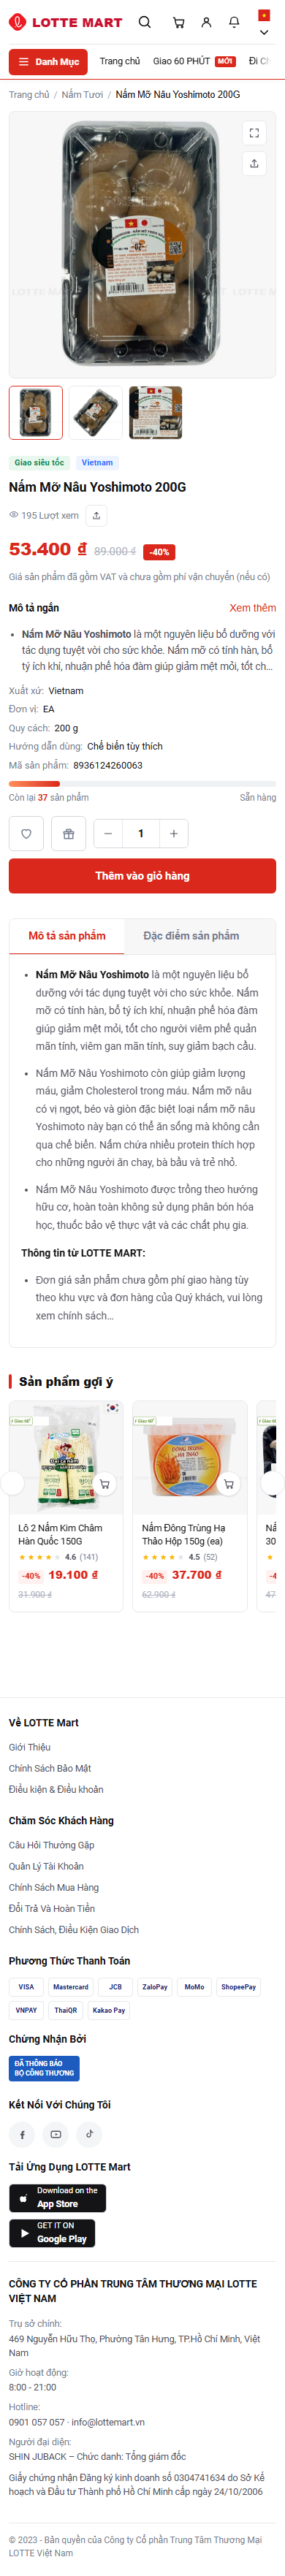 LOTTE MART
Danh Mục
Trang chủ
Giao 60 PHÚT
MỚI
Trang chủ / Nấm Tươi / Nấm Mỡ Nâu Yoshimoto 200G
Giao siêu tốc
Vietnam
Nấm Mỡ Nâu Yoshimoto 200G
195 Lượt xem
53.400 ₫ 89.000 ₫ -40%
Giá sản phẩm đã gồm VAT và chưa gồm phí vận chuyển (nếu có)
Mô tả ngắn
Xem thêm
• Nấm Mỡ Nâu Yoshimoto là một nguyên liệu bổ dưỡng với
tác dụng tuyệt vời cho sức khỏe. Nấm mỡ có tính hàn, bổ
tỳ ích khí, nhuận phế hóa đàm giúp giảm mệt mỏi, tốt ch...
Xuất xứ: Vietnam
Đơn vị: EA
Quy cách: 200 g
Hướng dẫn dùng: Chế biến tùy thích
Mã sản phẩm: 8936124260063
Còn lại 37 sản phẩm
Sẵn hàng
1
Thêm vào giỏ hàng
Mô tả sản phẩm
Đặc điểm sản phẩm
• Nấm Mỡ Nâu Yoshimoto là một nguyên liệu bổ
dưỡng với tác dụng tuyệt vời cho sức khỏe. Nấm
mỡ có tính hàn, bổ tỳ ích khí, nhuận phế hóa đàm
giúp giảm mệt mỏi, tốt cho người viêm phế quản
mãn tính, viêm gan mãn tính, suy giảm bạch cầu.
• Nấm Mỡ Nâu Yoshimoto còn giúp giảm lượng
máu, giảm Cholesterol trong máu. Nấm mỡ nâu
có vị ngọt, béo và giòn đặc biệt loại nấm mỡ nâu
Yoshimoto này bạn có thể ăn sống mà không cần
qua chế biến. Nấm chứa nhiều protein thích hợp
cho những người ăn chay, bà bầu và trẻ nhỏ.
• Nấm Mỡ Nâu Yoshimoto được trồng theo hướng
hữu cơ, hoàn toàn không sử dụng phân bón hóa
học, thuốc bảo vệ thực vật và các chất phụ gia.
Thông tin từ LOTTE MART:
• Đơn giá sản phẩm chưa gồm phí giao hàng tùy
theo khu vực và đơn hàng của Quý khách, vui lòng
xem chính sách...
Sản phẩm gợi ý
Lô 2 Nấm Kim Châm
Hàn Quốc 150G
4.6 (141)
-40% 19.100 ₫
31.900 ₫
ĐÔNG TRÙNG
HẠ THẢO
Nấm Đông Trùng Hạ
Thảo Hộp 150g (ea)
4.5 (52)
-40% 37.700 ₫
62.900 ₫
Về LOTTE Mart
Giới Thiệu
Chính Sách Bảo Mật
Điều kiện & Điều khoản
Chăm Sóc Khách Hàng
Câu Hỏi Thường Gặp
Quản Lý Tài Khoản
Chính Sách Mua Hàng
Đổi Trả Và Hoàn Tiền
Chính Sách, Điều Kiện Giao Dịch
Phương Thức Thanh Toán
VISA
Mastercard
JCB
ZaloPay
MoMo
ShopeePay
VNPAY
ThaiQR
Kakao Pay
Chứng Nhận Bởi
ĐÃ THÔNG BÁO
BỘ CÔNG THƯƠNG
Kết Nối Với Chúng Tôi
Tải Ứng Dụng LOTTE Mart
Download on the
App Store
GET IT ON
Google Play
CÔNG TY CỔ PHẦN TRUNG TÂM THƯƠNG MẠI LOTTE
VIỆT NAM
Trụ sở chính:
469 Nguyễn Hữu Thọ, Phường Tân Hưng, TP.Hồ Chí Minh, Việt
Nam
Giờ hoạt động:
8:00 - 21:00
Hotline:
0901 057 057 · info@lottemart.vn
Người đại diện:
SHIN JUBACK – Chức danh: Tổng giám đốc
Giấy chứng nhận Đăng ký kinh doanh số 0304741634 do Sở Kế
hoạch và Đầu tư Thành phố Hồ Chí Minh cấp ngày 24/10/2006
© 2023 - Bản quyền của Công ty Cổ phần Trung Tâm Thương Mại
LOTTE Việt Nam